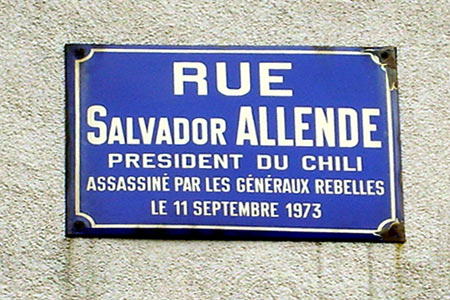 RUE
SALVADOR ALLENDE
PRESIDENT DU CHILI
ASSASSINÉ PAR LES GÉNÉRAUX REBELLES
LE 11 SEPTEMBRE 1973